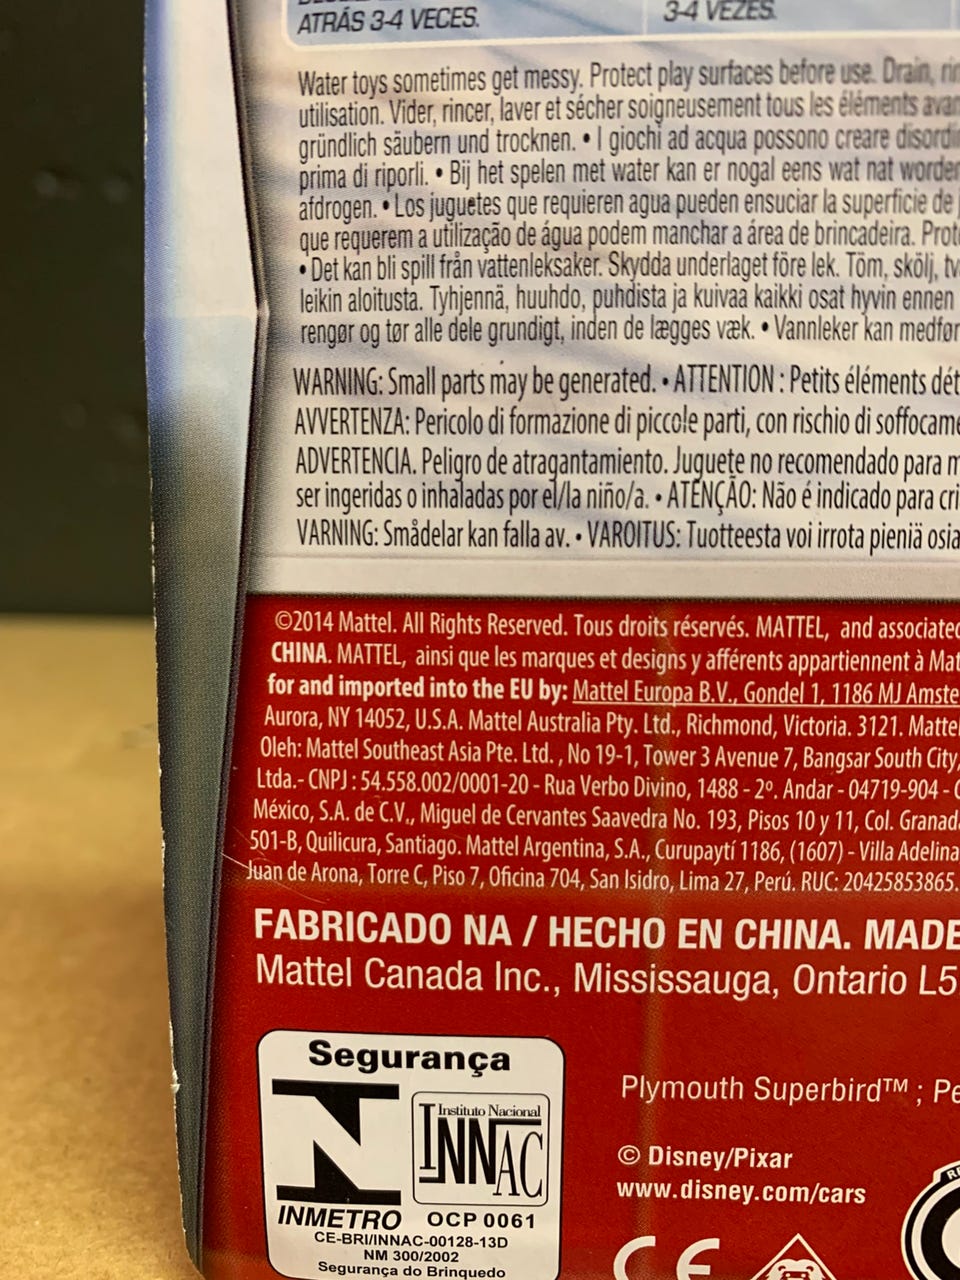 ATRÁS 3-4 VECES.
3-4 VEZES.
Water toys sometimes get messy. Protect play surfaces before use. Drain,
utilisation. Vider, rincer, laver et sécher soigneusement tous les éléments
gründlich säubern und trocknen. • I giochi ad acqua possono creare
prima di riporli. • Bij het spelen met water kan er nogal eens wat nat worden
afdrogen. • Los juguetes que requieren agua pueden ensuciar la superficie de
que requerem a utilização de água podem manchar a área de brincadeira.
• Det kan bli spill från vattenleksaker. Skydda underlaget före lek. Töm, skölj,
leikin aloitusta. Tyhjennä, huuhdo, puhdista ja kuivaa kaikki osat hyvin ennen
rengør og tør alle dele grundigt, inden de lægges væk. • Vannleker kan
WARNING: Small parts may be generated. • ATTENTION : Petits éléments
AVVERTENZA: Pericolo di formazione di piccole parti, con rischio di
ADVERTENCIA. Peligro de atragantamiento. Juguete no recomendado para
ser ingeridas o inhaladas por el/la niño/a. • ATENÇÃO: Não é indicado para
VARNING: Smådelar kan falla av. • VAROITUS: Tuotteesta voi irrota pieniä
©2014 Mattel. All Rights Reserved. Tous droits réservés. MATTEL, and associated
CHINA. MATTEL, ainsi que les marques et designs y afférents appartiennent à
for and imported into the EU by: Mattel Europa B.V., Gondel 1, 1186 MJ
Aurora, NY 14052, U.S.A. Mattel Australia Pty. Ltd., Richmond, Victoria. 3121. Mattel
Oleh: Mattel Southeast Asia Pte. Ltd. , No 19-1, Tower 3 Avenue 7, Bangsar South City,
Ltda.- CNPJ : 54.558.002/0001-20 - Rua Verbo Divino, 1488 - 2º. Andar - 04719-904 -
México, S.A. de C.V., Miguel de Cervantes Saavedra No. 193, Pisos 10 y 11, Col.
501-B, Quilicura, Santiago. Mattel Argentina, S.A., Curupaytí 1186, (1607) - Villa Adelina
Juan de Arona, Torre C, Piso 7, Oficina 704, San Isidro, Lima 27, Perú. RUC: 20425853865.
FABRICADO NA / HECHO EN CHINA. MADE
Mattel Canada Inc., Mississauga, Ontario L5
Segurança
Instituto Nacional
INNAC
INMETRO OCP 0061
CE-BRI/INNAC-00128-13D
NM 300/2002
Segurança do Brinquedo
Plymouth Superbird™ ;
© Disney/Pixar
www.disney.com/cars
CE